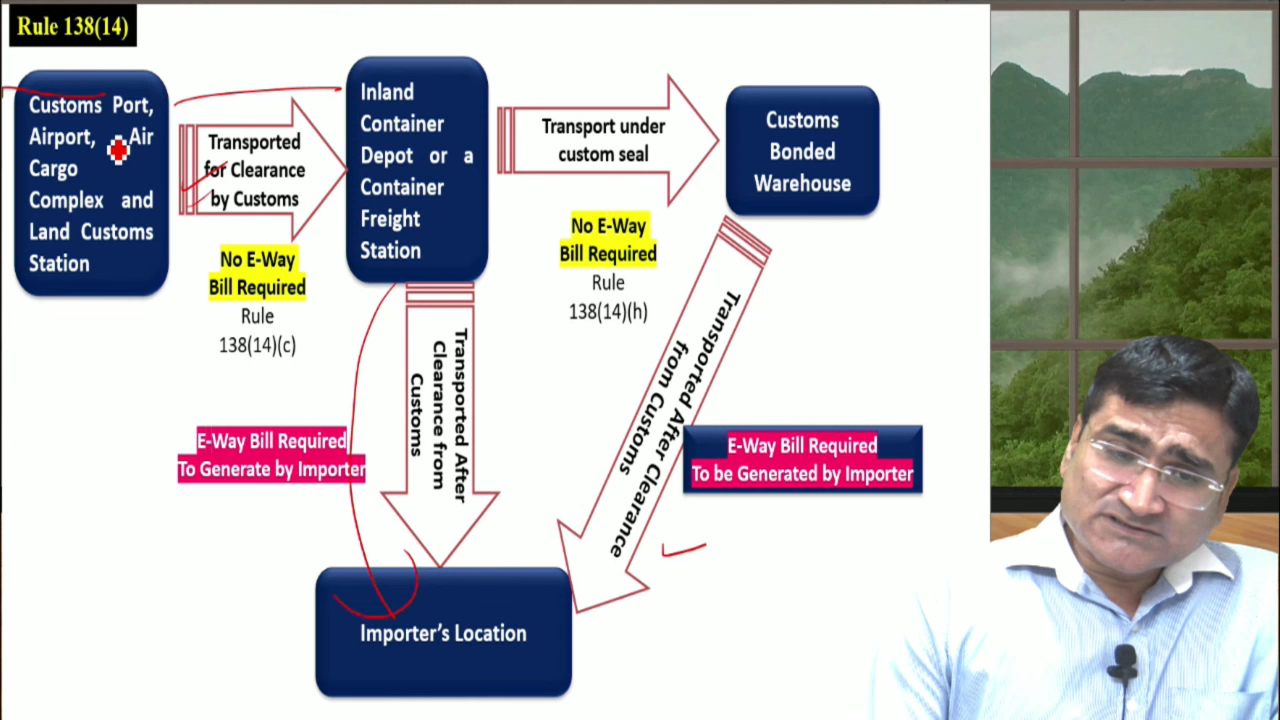 Rule 138(14)
Customs Port,
Airport, Air
Cargo
Complex and
Land Customs
Station
Transported
for Clearance
by Customs
No E-Way
Bill Required
Rule
138(14)(c)
Inland
Container
Depot or a
Container
Freight
Station
Transport under
custom seal
No E-Way
Bill Required
Rule
138(14)(h)
Customs
Bonded
Warehouse
Transported After
Clearance from
Customs
E-Way Bill Required
To Generate by Importer
Transported After Clearance
from Customs
E-Way Bill Required
To be Generated by Importer
Importer's Location